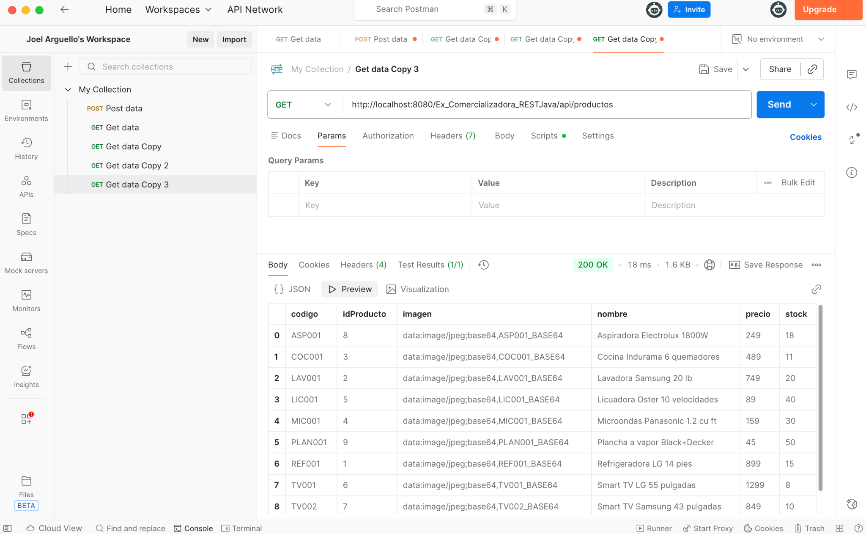 Home Workspaces API Network Search Postman ⌘ K Invite Upgrade
Joel Arguello's Workspace New Import GET Get data POST Post data GET Get data Cop GET Get data Copy GET Get data Copy No environment
Collections
Search collections
My Collection / Get data Copy 3 Save Share
My Collection
POST Post data
GET http://localhost:8080/Ex_Comercializadora_RESTJava/api/productos Send
Environments
GET Get data
History
GET Get data Copy
Docs Params Authorization Headers (7) Body Scripts Settings Cookies
GET Get data Copy 2
Query Params
GET Get data Copy 3
Key Value Description Bulk Edit
APIs
Key Value Description
Specs
Mock servers
Body Cookies Headers (4) Test Results (1/1) 200 OK 18 ms 1.6 KB Save Response
{} JSON Preview Visualization
Monitors
codigo idProducto imagen nombre precio stock
0 ASP001 8 data:image/jpeg;base64,ASP001_BASE64 Aspiradora Electrolux 1800W 249 18
Flows
1 COC001 3 data:image/jpeg;base64,COC001_BASE64 Cocina Indurama 6 quemadores 489 11
2 LAV001 2 data:image/jpeg;base64,LAV001_BASE64 Lavadora Samsung 20 lb 749 20
Insights
3 LIC001 5 data:image/jpeg;base64,LIC001_BASE64 Licuadora Oster 10 velocidades 89 40
4 MIC001 4 data:image/jpeg;base64,MIC001_BASE64 Microondas Panasonic 1.2 cu ft 159 30
5 PLAN001 9 data:image/jpeg;base64,PLAN001_BASE64 Plancha a vapor Black+Decker 45 50
6 REF001 1 data:image/jpeg;base64,REF001_BASE64 Refrigeradora LG 14 pies 899 15
7 TV001 6 data:image/jpeg;base64,TV001_BASE64 Smart TV LG 55 pulgadas 1299 8
Files
BETA
8 TV002 7 data:image/jpeg;base64,TV002_BASE64 Smart TV Samsung 43 pulgadas 849 10
Cloud View Find and replace Console Terminal Runner Start Proxy Cookies Trash